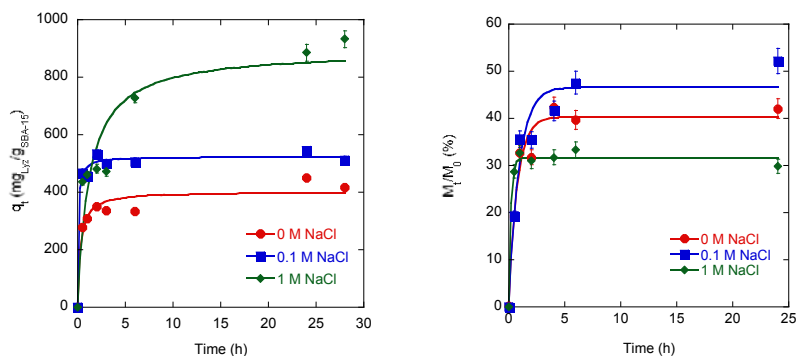 1000
800
600
400
200
0
q_t (mg_Lyz/g_SBA-15)
0 M NaCl
0.1 M NaCl
1 M NaCl
0 5 10 15 20 25 30
Time (h)
60
50
40
30
20
10
0
M_t/M_0 (%)
0 M NaCl
0.1 M NaCl
1 M NaCl
0 5 10 15 20 25
Time (h)